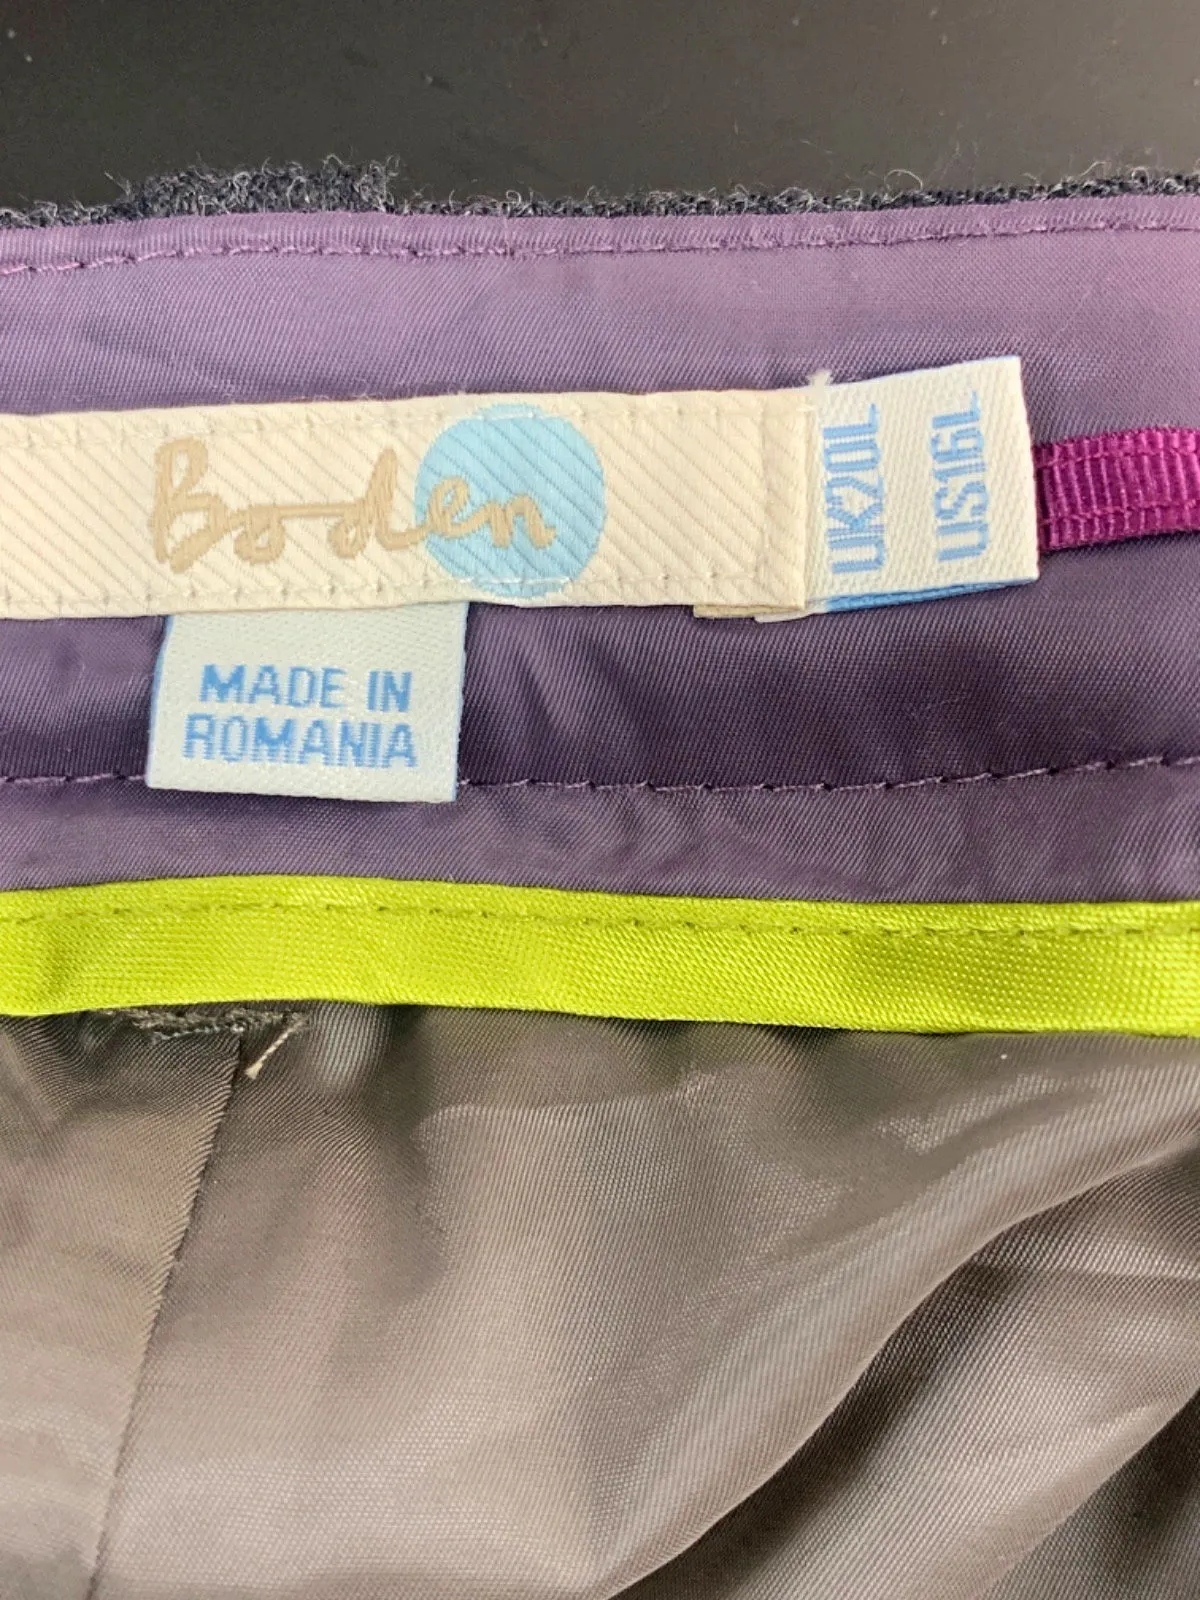 Boden
UK20L
US16L
MADE IN
ROMANIA